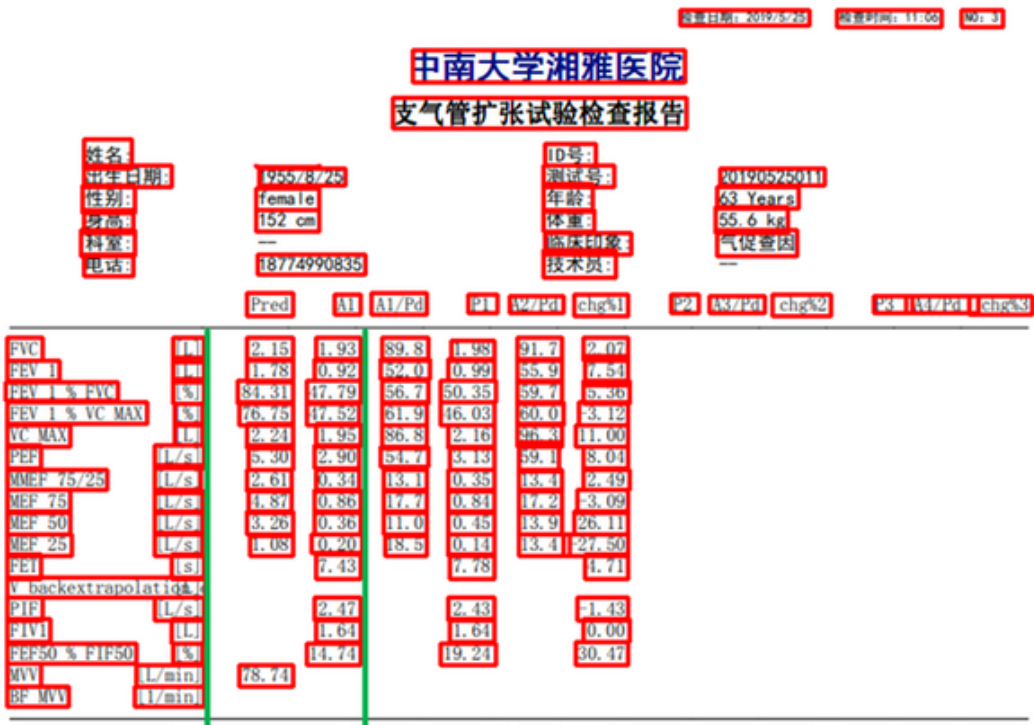 检查日期: 2019/5/25 检查时间: 11:06 NO: 3
中南大学湘雅医院
支气管扩张试验检查报告
姓名: ID号:
出生日期: 1955/8/25 测试号: 20190525011
性别: female 年龄: 63 Years
身高: 152 cm 体重: 55.6 kg
科室: -- 临床印象: 气促查因
电话: 18774990835 技术员: --
Pred A1 A1/Pd P1 A2/Pd chg%1 P2 A3/Pd chg%2 P3 A4/Pd chg%3
FVC [L] 2.15 1.93 89.8 1.98 91.7 2.07
FEV 1 [L] 1.78 0.92 52.0 0.99 55.9 7.54
FEV 1 % FVC [%] 84.31 47.79 56.7 50.35 59.7 5.36
FEV 1 % VC MAX [%] 76.75 47.52 61.9 46.03 60.0 -3.12
VC MAX [L] 2.24 1.95 86.8 2.16 96.3 11.00
PEF [L/s] 5.30 2.90 54.7 3.13 59.1 8.04
MMEF 75/25 [L/s] 2.61 0.34 13.1 0.35 13.4 2.49
MEF 75 [L/s] 4.87 0.86 17.7 0.84 17.2 -3.09
MEF 50 [L/s] 3.26 0.36 11.0 0.45 13.9 26.11
MEF 25 [L/s] 1.08 0.20 18.5 0.14 13.4 -27.50
FET [s] 7.43 7.78 4.71
V backextrapolation
PIF [L/s] 2.47 2.43 -1.43
FIV1 [L] 1.64 1.64 0.00
FEF50 % FIF50 [%] 14.74 19.24 30.47
MVV [L/min] 78.74
BF MVV [1/min]